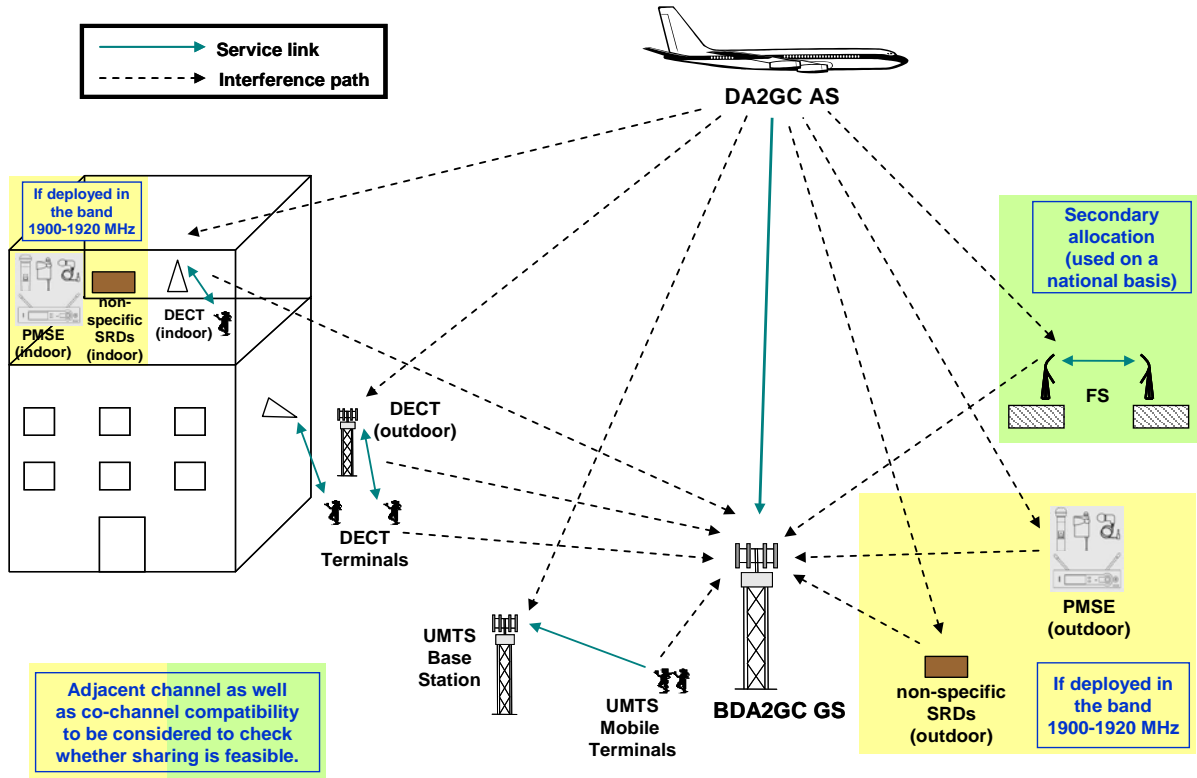 Service link
Interference path
DA2GC AS
If deployed in
the band
1900-1920 MHz
PMSE
(indoor)
non-
specific
SRDs
(indoor)
DECT
(indoor)
Secondary
allocation
(used on a
national basis)
FS
DECT
(outdoor)
DECT
Terminals
UMTS
Base
Station
UMTS
Mobile
Terminals
BDA2GC GS
PMSE
(outdoor)
non-specific
SRDs
(outdoor)
If deployed in
the band
1900-1920 MHz
Adjacent channel as well
as co-channel compatibility
to be considered to check
whether sharing is feasible.